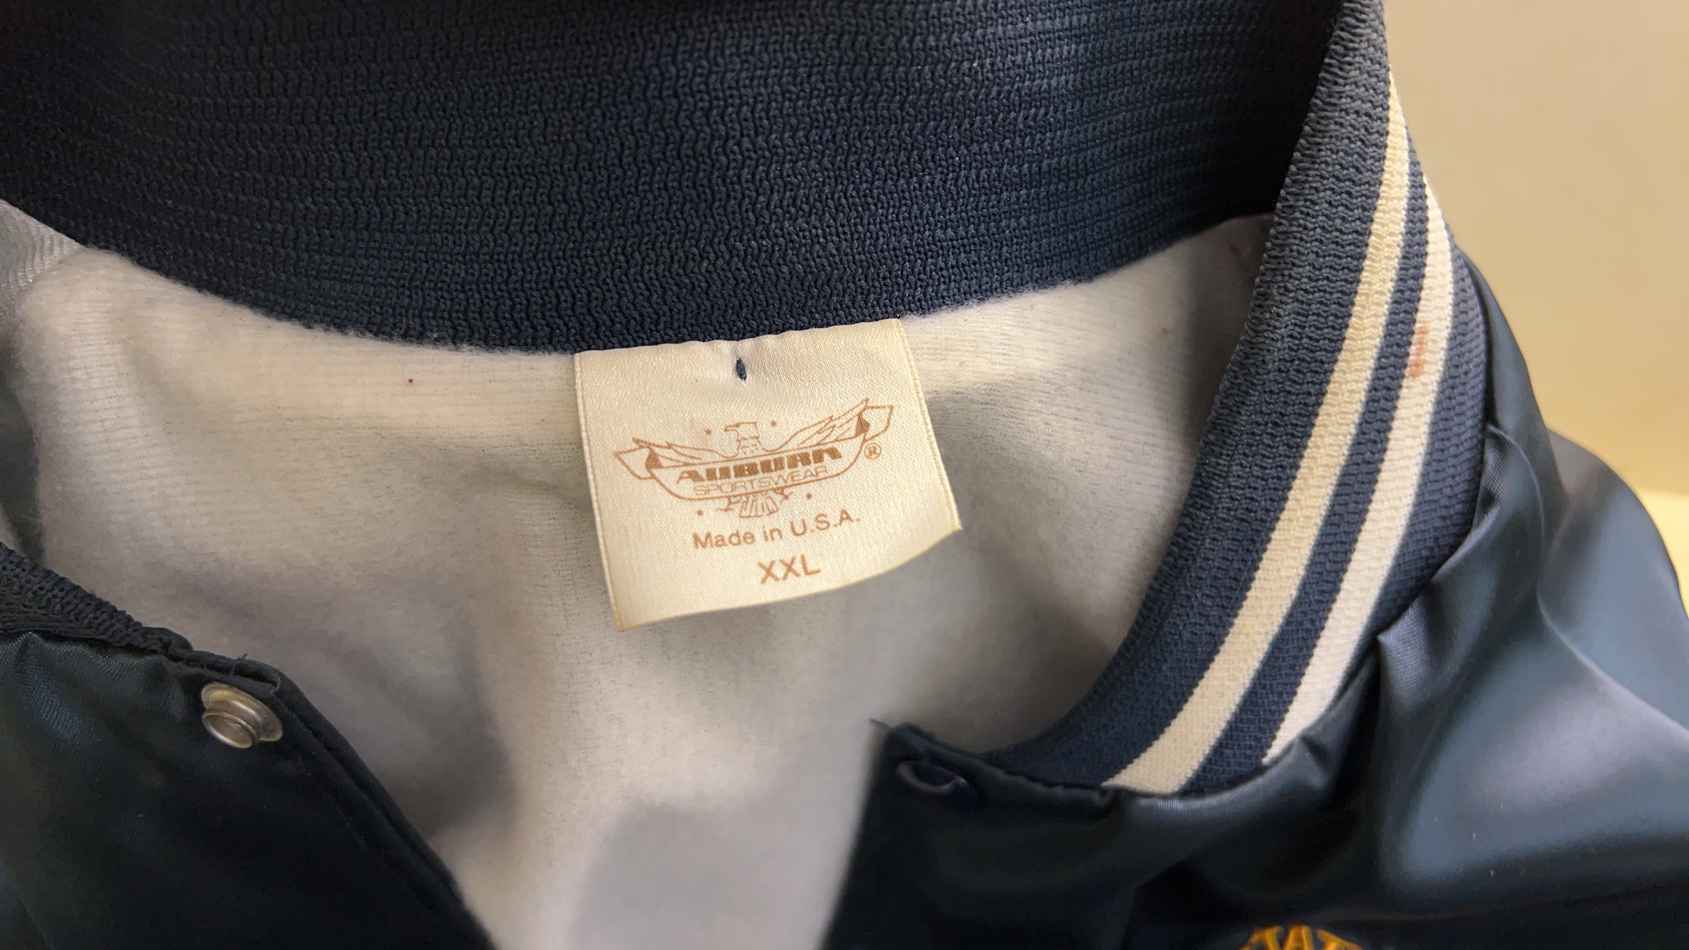 AUBURN
SPORTSWEAR
®
Made in U.S.A.
XXL